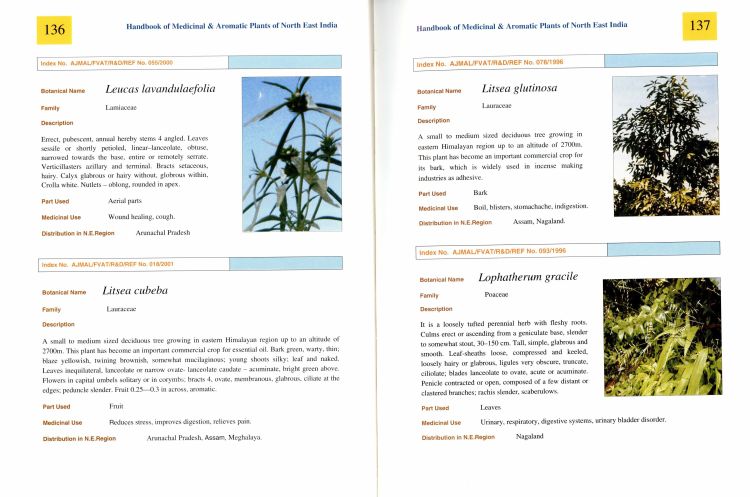 136
Handbook of Medicinal & Aromatic Plants of North East India
Index No. AJMAL/FVAT/R&D/REF No. 055/2000
Botanical Name Leucas lavandulaefolia
Family Lamiaceae
Description
Errect, pubescent, annual hereby stems 4 angled. Leaves
sessile or shortly petioled, linear–lanceolate, obtuse,
narrowed towards the base, entire or remotely serrate.
Verticillasters axillary and terminal. Bracts setaceous,
hairy. Calyx glabrous or hairy without, globrous within,
Crolla white. Nutlets – oblong, rounded in apex.
Part Used Aerial parts
Medicinal Use Wound healing, cough.
Distribution in N.E.Region Arunachal Pradesh
Index No. AJMAL/FVAT/R&D/REF No. 018/2001
Botanical Name Litsea cubeba
Family Lauraceae
Description
A small to medium sized deciduous tree growing in eastern Himalayan region up to an altitude of
2700m. This plant has become an important commercial crop for essential oil. Bark green, warty, thin;
blaze yellowish, twining brownish, somewhat mucilaginous; young shoots silky; leaf and naked.
Leaves inequilateral, lanceolate or narrow ovate- lanceolate caudate – acuminate, bright green above.
Flowers in capital umbels solitary or in corymbs; bracts 4, ovate, membranous, glabrous, ciliate at the
edges; peduncle slender. Fruit 0.25—0.3 in across, aromatic.
Part Used Fruit
Medicinal Use Reduces stress, improves digestion, relieves pain.
Distribution in N.E.Region Arunachal Pradesh, Assam, Meghalaya.
Handbook of Medicinal & Aromatic Plants of North East India
137
Index No. AJMAL/FVAT/R&D/REF No. 078/1996
Botanical Name Litsea glutinosa
Family Lauraceae
Description
A small to medium sized deciduous tree growing in
eastern Himalayan region up to an altitude of 2700m.
This plant has become an important commercial crop for
its bark, which is widely used in incense making
industries as adhesive.
Part Used Bark
Medicinal Use Boil, blisters, stomachache, indigestion.
Distribution in N.E.Region Assam, Nagaland.
Index No. AJMAL/FVAT/R&D/REF No. 093/1996
Botanical Name Lophatherum gracile
Family Poaceae
Description
It is a loosely tufted perennial herb with fleshy roots.
Culms erect or ascending from a geniculate base, slender
to somewhat stout, 30–150 cm. Tall, simple, glabrous and
smooth. Leaf-sheaths loose, compressed and keeled,
loosely hairy or glabrous, ligules very obscure, truncate,
ciliolate; blades lanceolate to ovate, acute or acuminate.
Penicle contracted or open, composed of a few distant or
clastered branches; rachis slender, scaberulows.
Part Used Leaves
Medicinal Use Urinary, respiratory, digestive systems, urinary bladder disorder.
Distribution in N.E.Region Nagaland